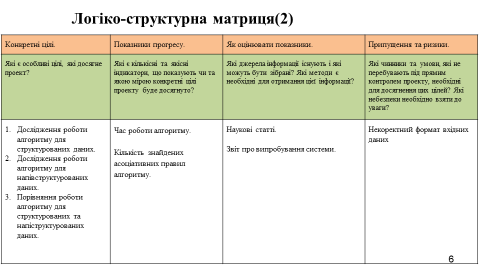 Логіко-структурна матриця(2)
Конкретні цілі.
Показники прогресу.
Як оцінювати показники.
Припущення та ризики.
Які є особливі цілі, які досягне
проект?
Які є кількісні та якісні
індикатори, що показують чи та
якою мірою конкретні цілі
проекту буде досягнуто?
Які джерела інформації існують і які
можуть бути зібрані? Які методи є
необхідні для отримання цієї інформації?
Які чинники та умови, які не
перебувають під прямим
контролем проекту, необхідні
для досягнення цих цілей? Які
небезпеки необхідно взяти до
уваги?
1. Дослідження роботи
алгоритму для
структурованих даних.
2. Дослідження роботи
алгоритму для
напівструктурованих
даних.
3. Порівняння роботи
алгоритму для
структурованих та
напіструктурованих
даних.
Час роботи алгоритму.
Кількість знайдених
асоціативних правил
алгоритму.
Наукові статті.
Звіт про випробування системи.
Некоректний формат вхідних
даних
6